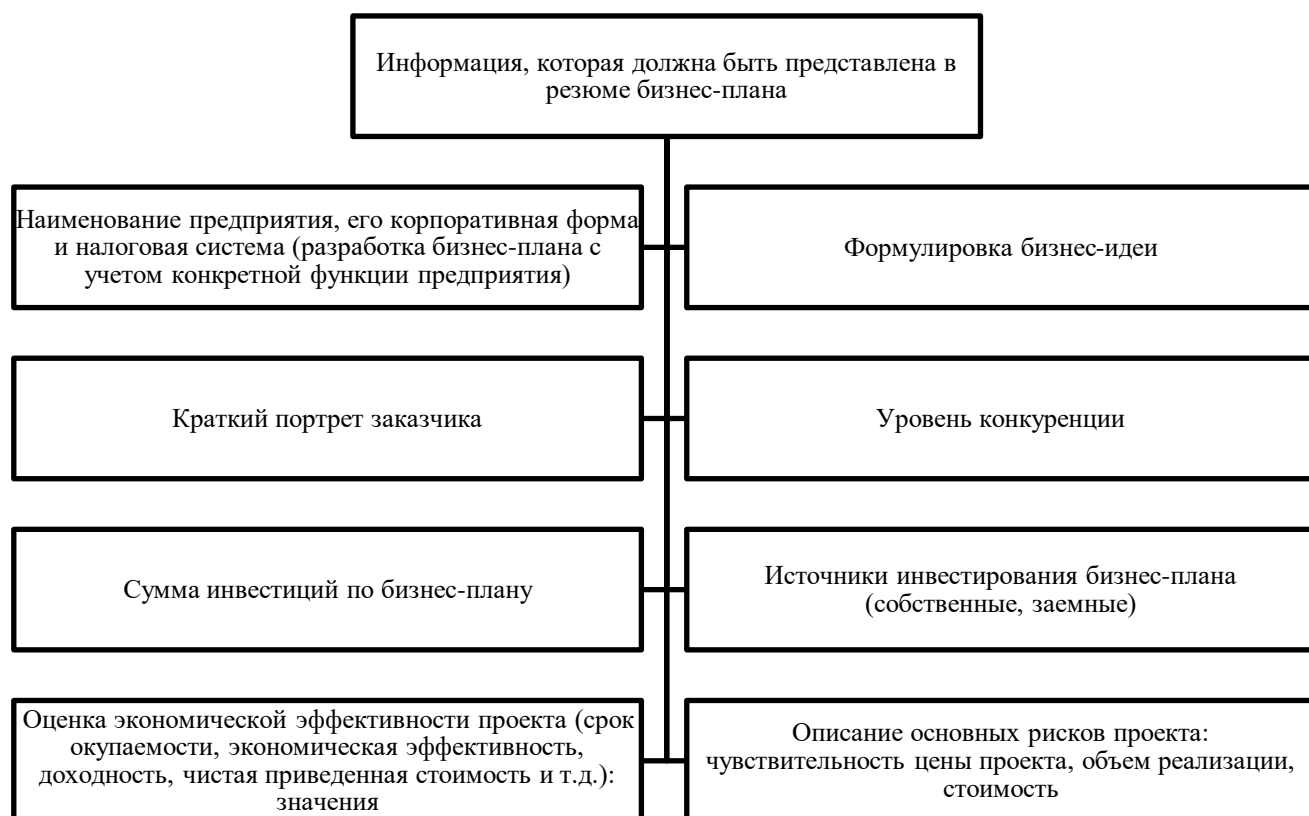 Информация, которая должна быть представлена в
резюме бизнес-плана
Наименование предприятия, его корпоративная форма
и налоговая система (разработка бизнес-плана с
учетом конкретной функции предприятия)
Формулировка бизнес-идеи
Краткий портрет заказчика
Уровень конкуренции
Сумма инвестиций по бизнес-плану
Источники инвестирования бизнес-плана
(собственные, заемные)
Оценка экономической эффективности проекта (срок
окупаемости, экономическая эффективность,
доходность, чистая приведенная стоимость и т.д.):
значения
Описание основных рисков проекта:
чувствительность цены проекта, объем реализации,
стоимость